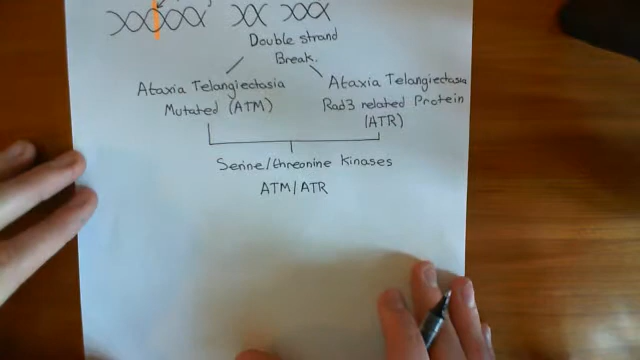 Double strand
Break.
Ataxia Telangiectasia
Mutated (ATM)
Ataxia Telangiectasia
Rad3 related Protein
(ATR)
Serine/threonine Kinases
ATM/ATR